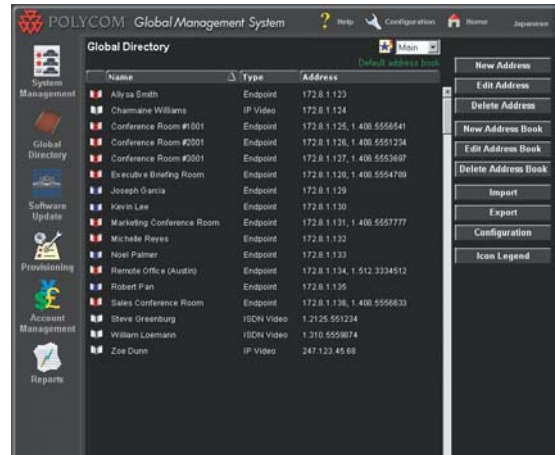 POLYCOM Global Management System
? Help Configuration Home Japanese
Global Directory
Main
Default address book
Name Type Address
Allysa Smith Endpoint 172.8.1.123
Charmaine Williams IP Video 172.8.1.124
Conference Room #1001 Endpoint 172.8.1.125, 1.408.5556541
Conference Room #2001 Endpoint 172.8.1.126, 1.408.5551234
Conference Room #3001 Endpoint 172.8.1.127, 1.408.5553697
Executive Briefing Room Endpoint 172.8.1.128, 1.408.5554789
Joseph Garcia Endpoint 172.8.1.129
Kevin Lee Endpoint 172.8.1.130
Marketing Conference Room Endpoint 172.8.1.131, 1.408.5557777
Michelle Reyes Endpoint 172.8.1.132
Noel Palmer Endpoint 172.8.1.133
Remote Office (Austin) Endpoint 172.8.1.134, 1.512.3334512
Robert Pan Endpoint 172.8.1.135
Sales Conference Room Endpoint 172.8.1.136, 1.408.5556633
Steve Greenburg ISDN Video 1.2125.551234
William Loemann ISDN Video 1.310.5559874
Zoe Dunn IP Video 247.123.45.68
System
Management
Global
Directory
Software
Update
Provisioning
Account
Management
Reports
New Address
Edit Address
Delete Address
New Address Book
Edit Address Book
Delete Address Book
Import
Export
Configuration
Icon Legend